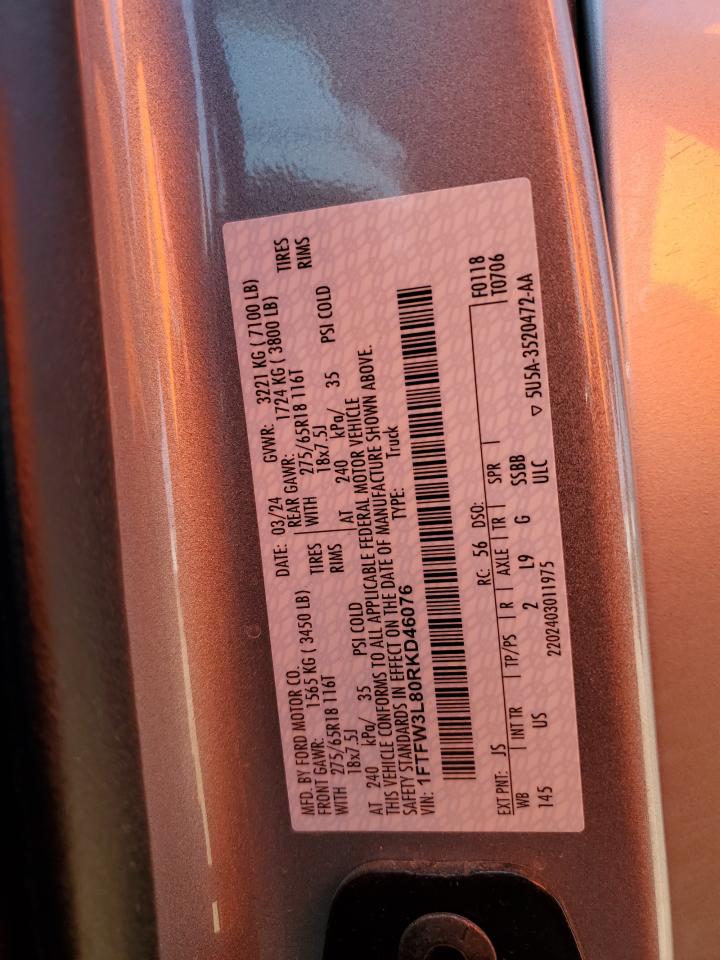 MFD. BY FORD MOTOR CO.
DATE: 03/24 GVWR: 3221 KG ( 7100 LB)
FRONT GAWR: 1565 KG ( 3450 LB) REAR GAWR: 1724 KG ( 3800 LB)
WITH 275/65R18 116T TIRES WITH 275/65R18 116T TIRES
18x7.5J RIMS 18x7.5J RIMS
AT 240 kPa/ 35 PSI COLD AT 240 kPa/ 35 PSI COLD
THIS VEHICLE CONFORMS TO ALL APPLICABLE FEDERAL MOTOR VEHICLE
SAFETY STANDARDS IN EFFECT ON THE DATE OF MANUFACTURE SHOWN ABOVE.
VIN: 1FTFW3L80RKD46076 TYPE: Truck
F0118
T0706
EXT PNT: JS RC: 56 DSO:
WB INT TR TP/PS R AXLE TR SPR
145 US 2 L9 G SSBB
ULC
2202403011975 ▽ 5U5A-3520472-AA